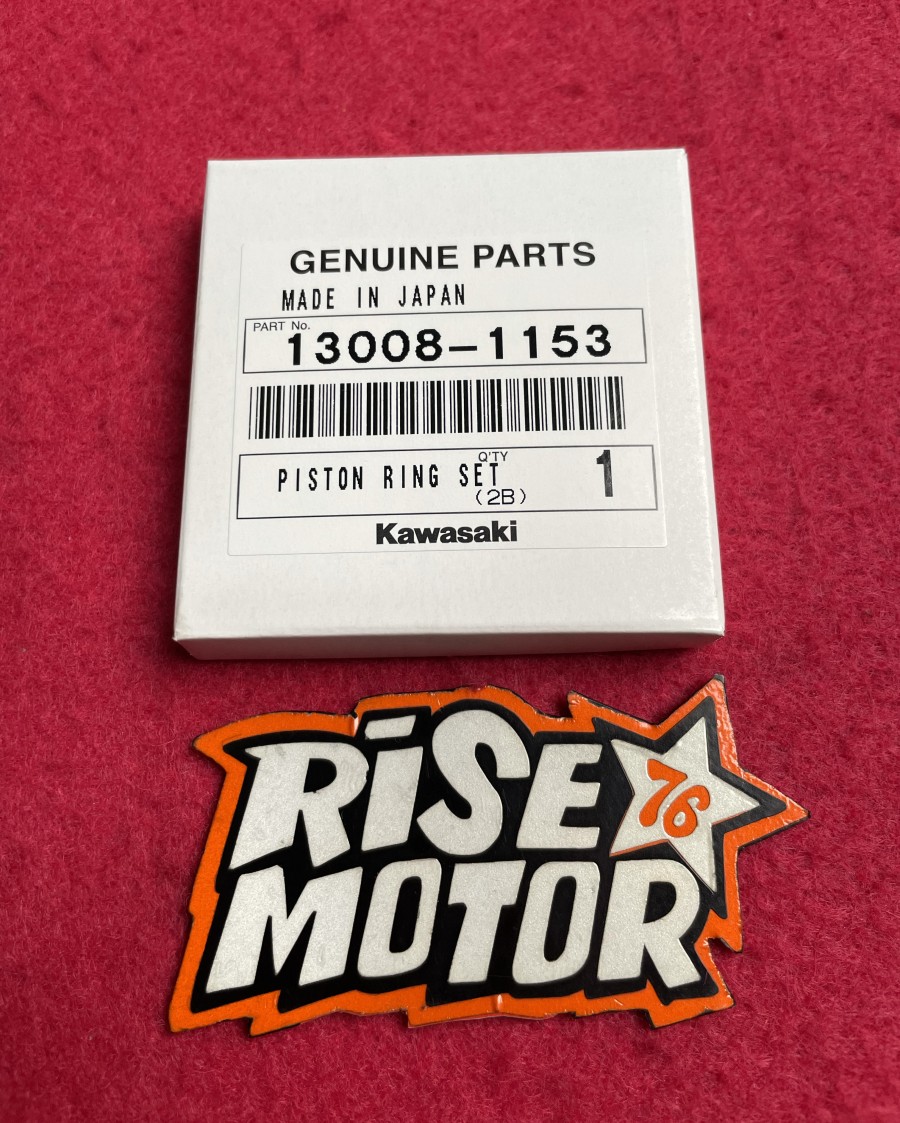 GENUINE PARTS
MADE IN JAPAN
PART No.
13008-1153
Q'TY
PISTON RING SET 1
(2B)
Kawasaki
RiSE 76
MOTOR